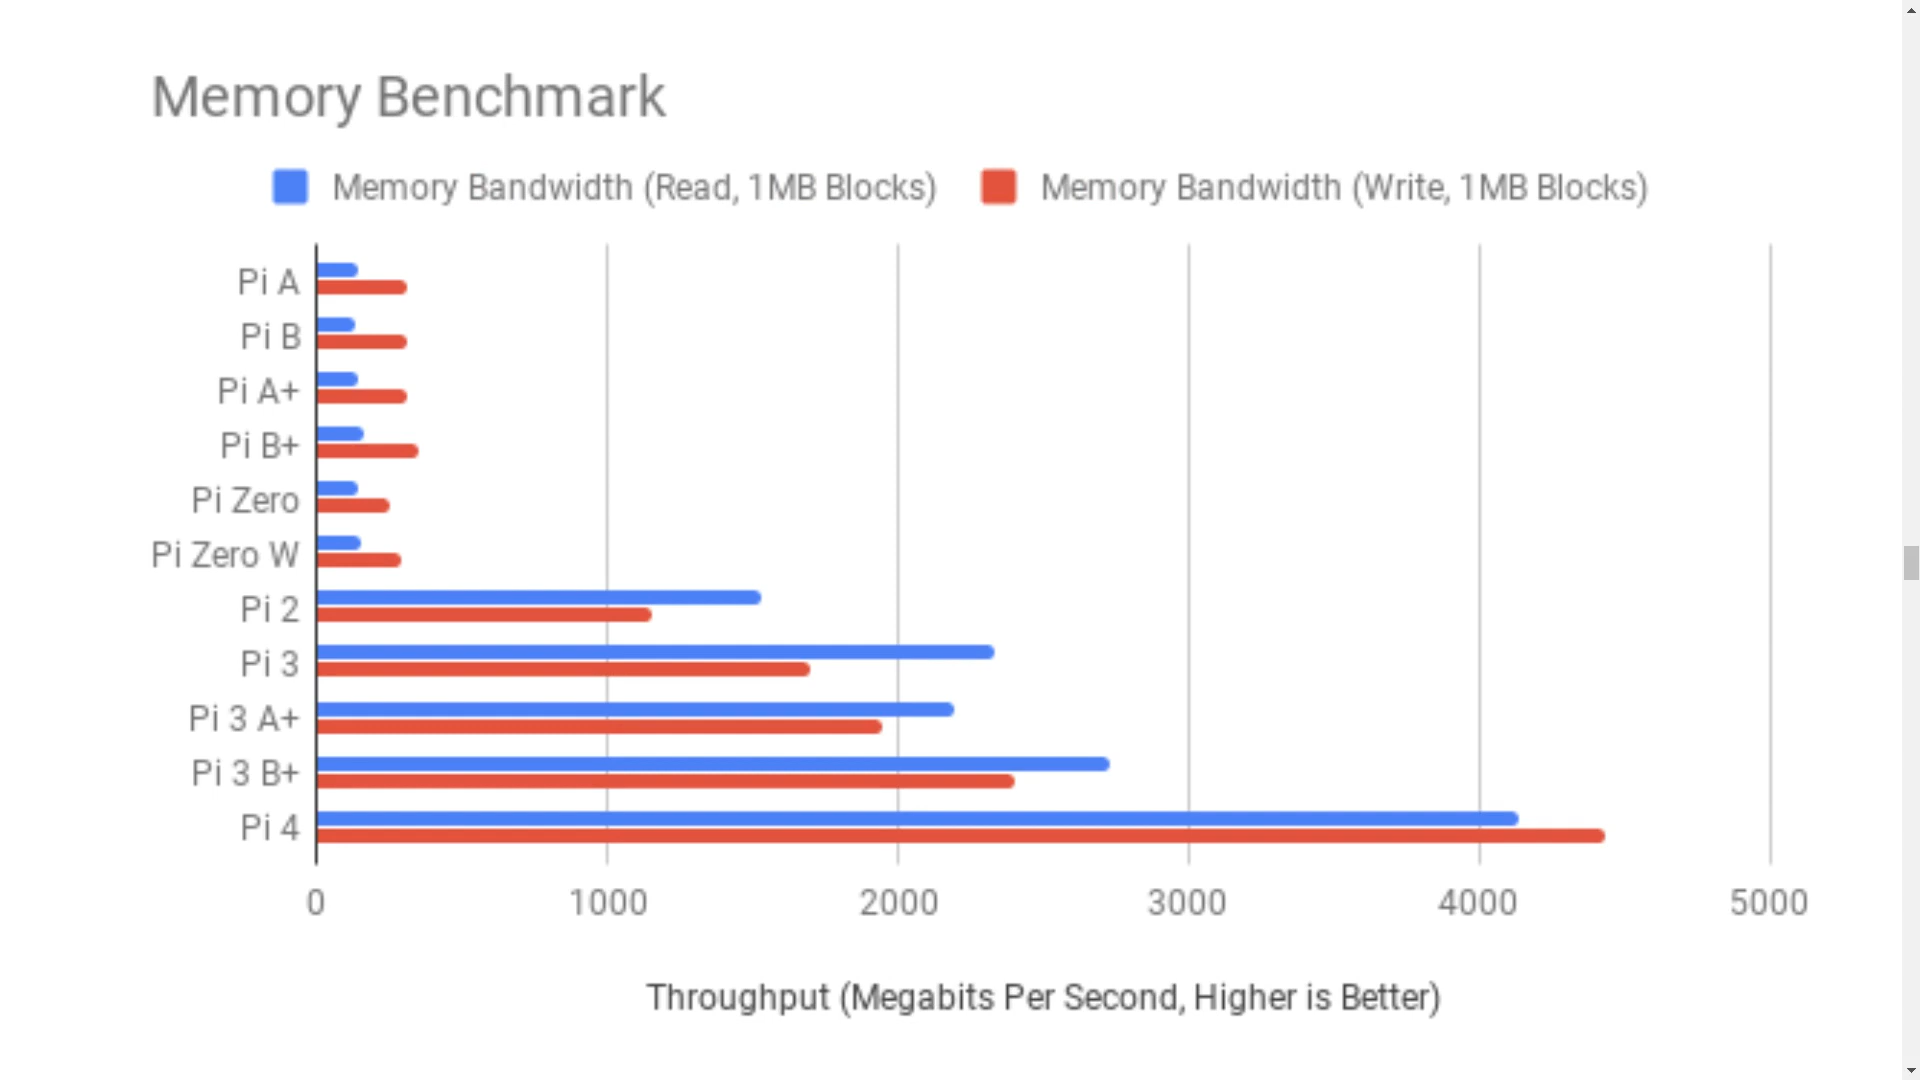 Memory Benchmark
Memory Bandwidth (Read, 1MB Blocks) Memory Bandwidth (Write, 1MB Blocks)
Pi A
Pi B
Pi A+
Pi B+
Pi Zero
Pi Zero W
Pi 2
Pi 3
Pi 3 A+
Pi 3 B+
Pi 4
0 1000 2000 3000 4000 5000
Throughput (Megabits Per Second, Higher is Better)